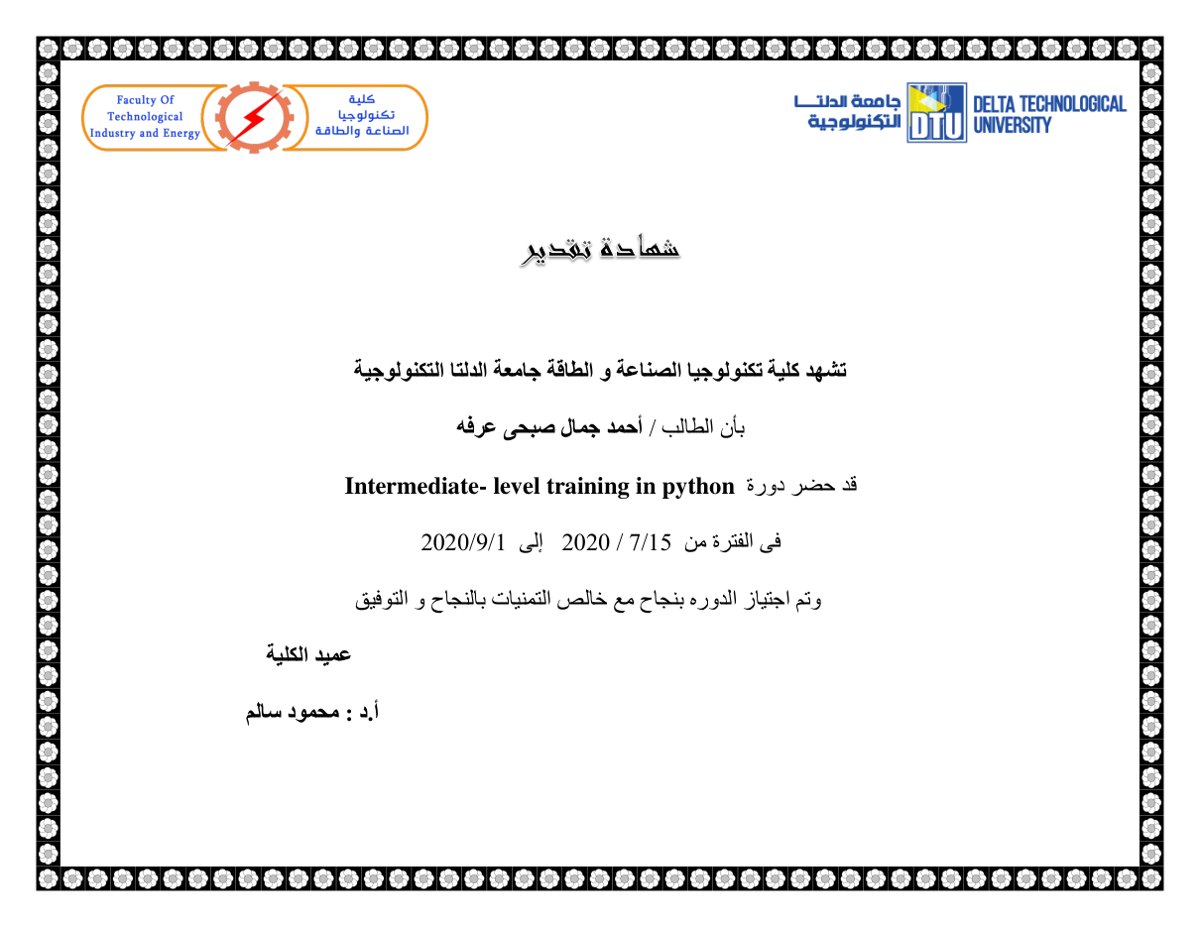 Faculty Of
Technological
Industry and Energy
كلية
تكنولوجيا
الصناعة والطاقة
جامعة الدلتـــا
التكنولوجية
DTU
DELTA TECHNOLOGICAL
UNIVERSITY
شهادة تقدير
تشهد كلية تكنولوجيا الصناعة و الطاقة جامعة الدلتا التكنولوجية
بأن الطالب / أحمد جمال صبحى عرفه
قد حضر دورة Intermediate- level training in python
فى الفترة من 7/15 / 2020 إلى 2020/9/1
وتم اجتياز الدوره بنجاح مع خالص التمنيات بالنجاح و التوفيق
عميد الكلية
أ.د : محمود سالم